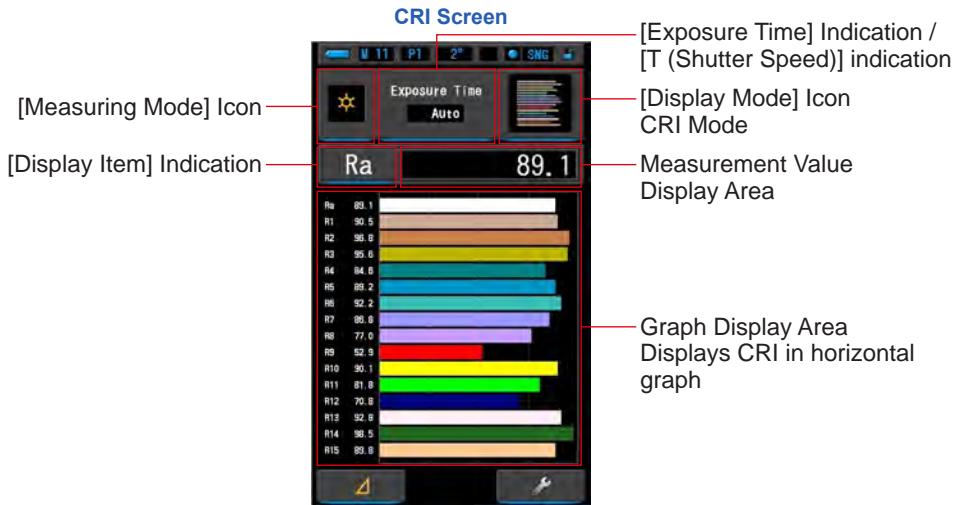 CRI Screen
[Exposure Time] Indication /
[T (Shutter Speed)] indication
[Measuring Mode] Icon
[Display Mode] Icon
CRI Mode
[Display Item] Indication
Measurement Value
Display Area
Graph Display Area
Displays CRI in horizontal
graph
M 11 P1 2° SNG
Exposure Time
Auto
Ra 89.1
Ra 89.1
R1 90.5
R2 96.8
R3 95.6
R4 84.6
R5 89.2
R6 92.2
R7 86.8
R8 77.0
R9 52.9
R10 90.1
R11 81.8
R12 70.8
R13 92.8
R14 98.5
R15 89.8